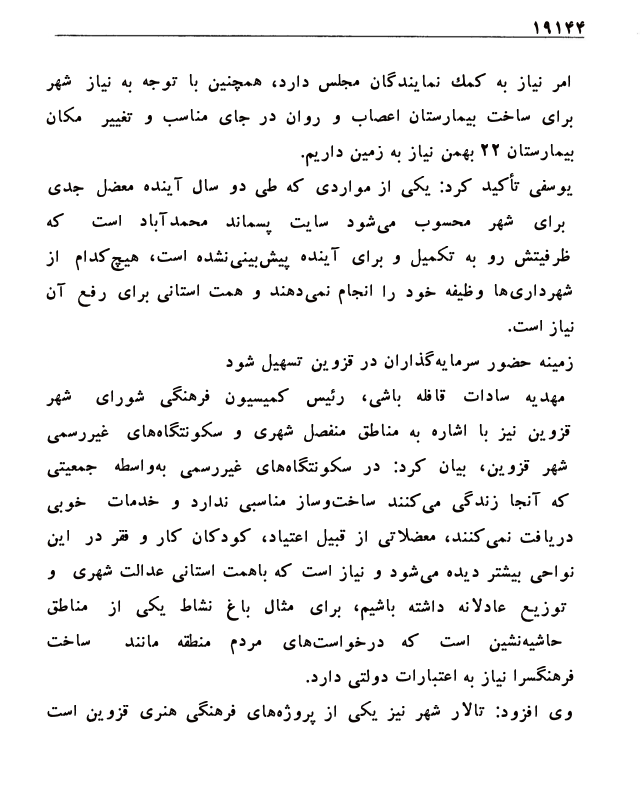 ۱۹۱۴۴
امر نیاز به کمك نمایندگان مجلس دارد، همچنین با توجه به نیاز شهر
برای ساخت بیمارستان اعصاب و روان در جای مناسب و تغییر مکان
بیمارستان ۲۲ بهمن نیاز به زمین داریم.
یوسفی تأکید کرد: یکی از مواردی که طی دو سال آینده معضل جدی
برای شهر محسوب می‌شود سایت پسماند محمدآباد است که
ظرفیتش رو به تکمیل و برای آینده پیش‌بینی‌نشده است، هیچ‌کدام از
شهرداری‌ها وظیفه خود را انجام نمی‌دهند و همت استانی برای رفع آن
نیاز است.
زمینه حضور سرمایه‌گذاران در قزوین تسهیل شود
مهدیه سادات قافله باشی، رئیس کمیسیون فرهنگی شورای شهر
قزوین نیز با اشاره به مناطق منفصل شهری و سکونتگاه‌های غیررسمی
شهر قزوین، بیان کرد: در سکونتگاه‌های غیررسمی به‌واسطه جمعیتی
که آنجا زندگی می‌کنند ساخت‌وساز مناسبی ندارد و خدمات خوبی
دریافت نمی‌کنند، معضلاتی از قبیل اعتیاد، کودکان کار و فقر در این
نواحی بیشتر دیده می‌شود و نیاز است که باهمت استانی عدالت شهری و
توزیع عادلانه داشته باشیم، برای مثال باغ نشاط یکی از مناطق
حاشیه‌نشین است که درخواست‌های مردم منطقه مانند ساخت
فرهنگسرا نیاز به اعتبارات دولتی دارد.
وی افزود: تالار شهر نیز یکی از پروژه‌های فرهنگی هنری قزوین است